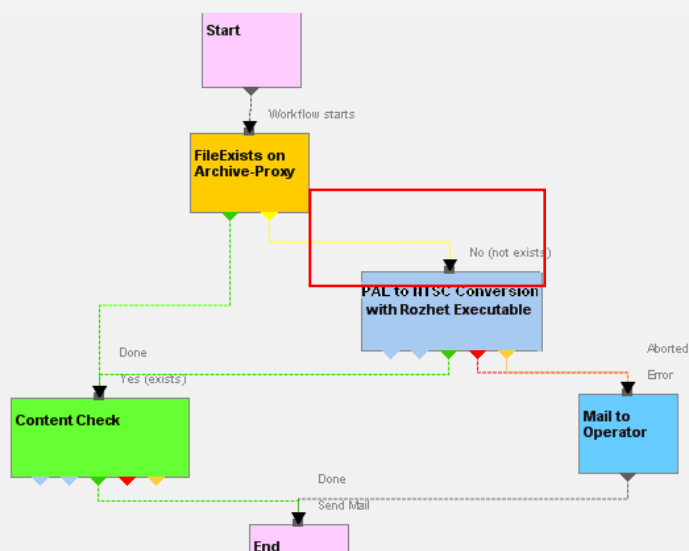 Start
Workflow starts
FileExists on
Archive-Proxy
No (not exists)
PAL to NTSC Conversion
with Rozhet Executable
Done
Yes (exists)
Aborted
Error
Content Check
Mail to
Operator
Done
Send Mail
End